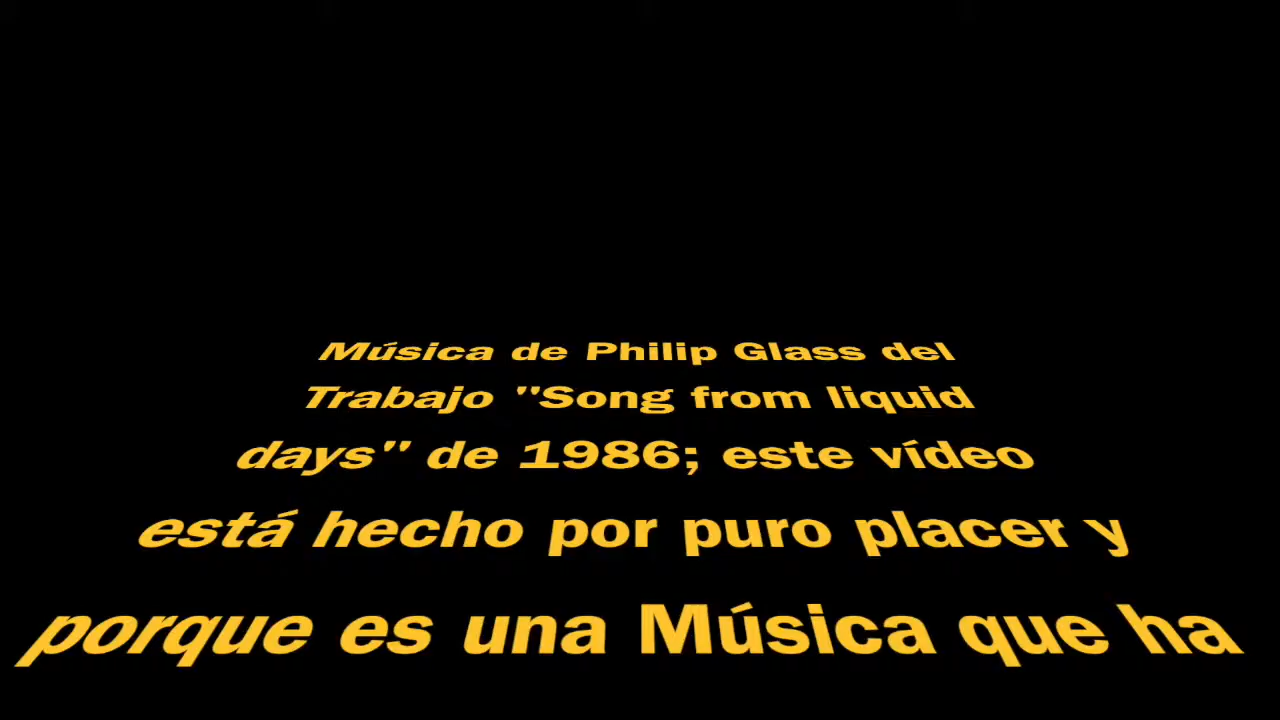 Música de Philip Glass del
Trabajo "Song from liquid
days" de 1986; este vídeo
está hecho por puro placer y
porque es una Música que ha